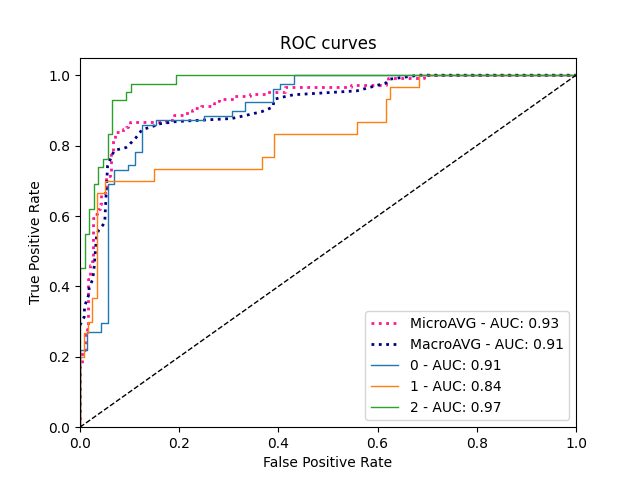 ROC curves
True Positive Rate
1.0
0.8
0.6
0.4
0.2
0.0
MicroAVG - AUC: 0.93
MacroAVG - AUC: 0.91
0 - AUC: 0.91
1 - AUC: 0.84
2 - AUC: 0.97
0.0 0.2 0.4 0.6 0.8 1.0
False Positive Rate